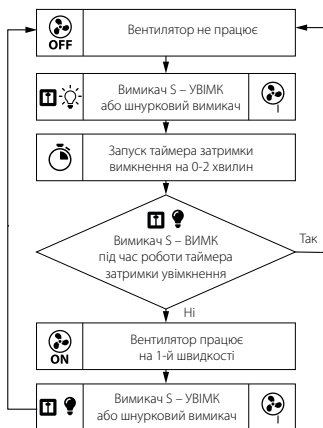 OFF
Вентилятор не працює
Вимикач S – УВІМК
або шнурковий вимикач
Запуск таймера затримки
вимкнення на 0-2 хвилин
Вимикач S – ВИМК
під час роботи таймера
затримки увімкнення
Так
Ні
ON
Вентилятор працює
на 1-й швидкості
Вимикач S – УВІМК
або шнурковий вимикач